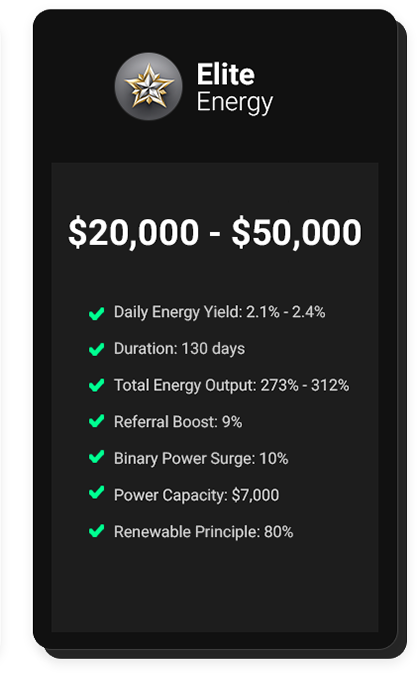 Elite
Energy
$20,000 - $50,000
Daily Energy Yield: 2.1% - 2.4%
Duration: 130 days
Total Energy Output: 273% - 312%
Referral Boost: 9%
Binary Power Surge: 10%
Power Capacity: $7,000
Renewable Principle: 80%